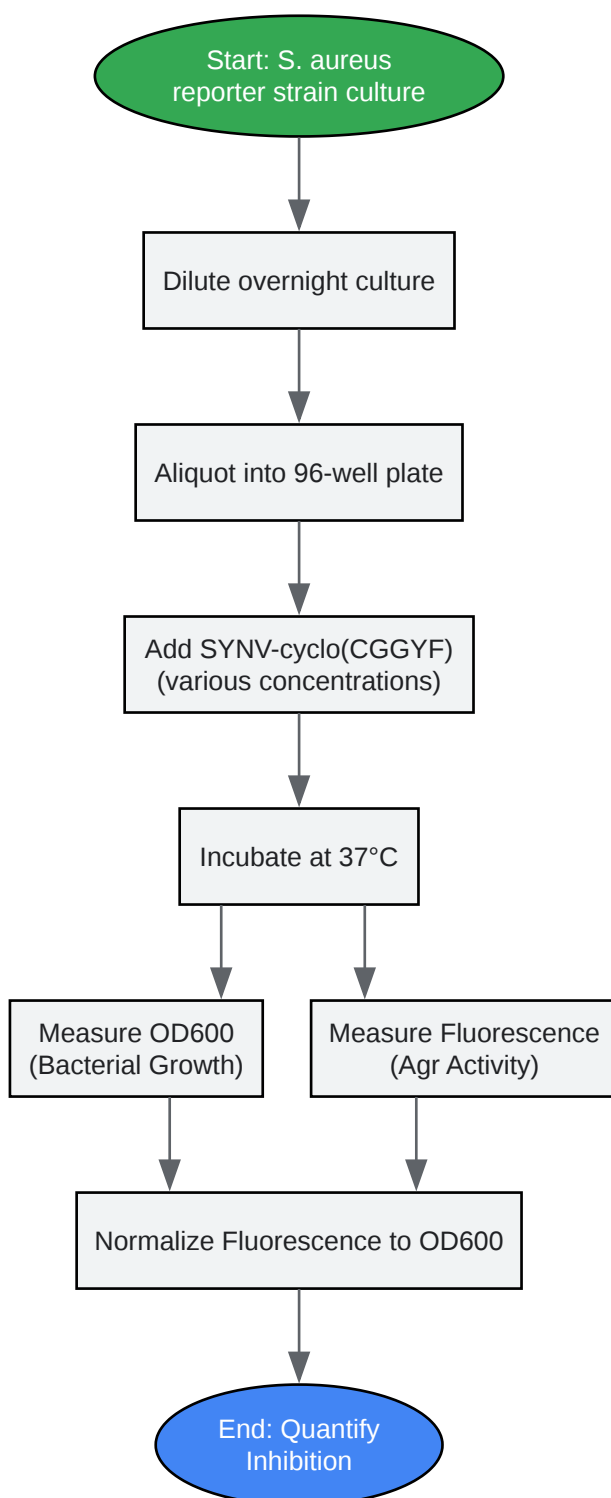 Start: S. aureus
reporter strain culture
Dilute overnight culture
Aliquot into 96-well plate
Add SYNV-cyclo(CGGYF)
(various concentrations)
Incubate at 37°C
Measure OD600
(Bacterial Growth)
Measure Fluorescence
(Agr Activity)
Normalize Fluorescence to OD600
End: Quantify
Inhibition